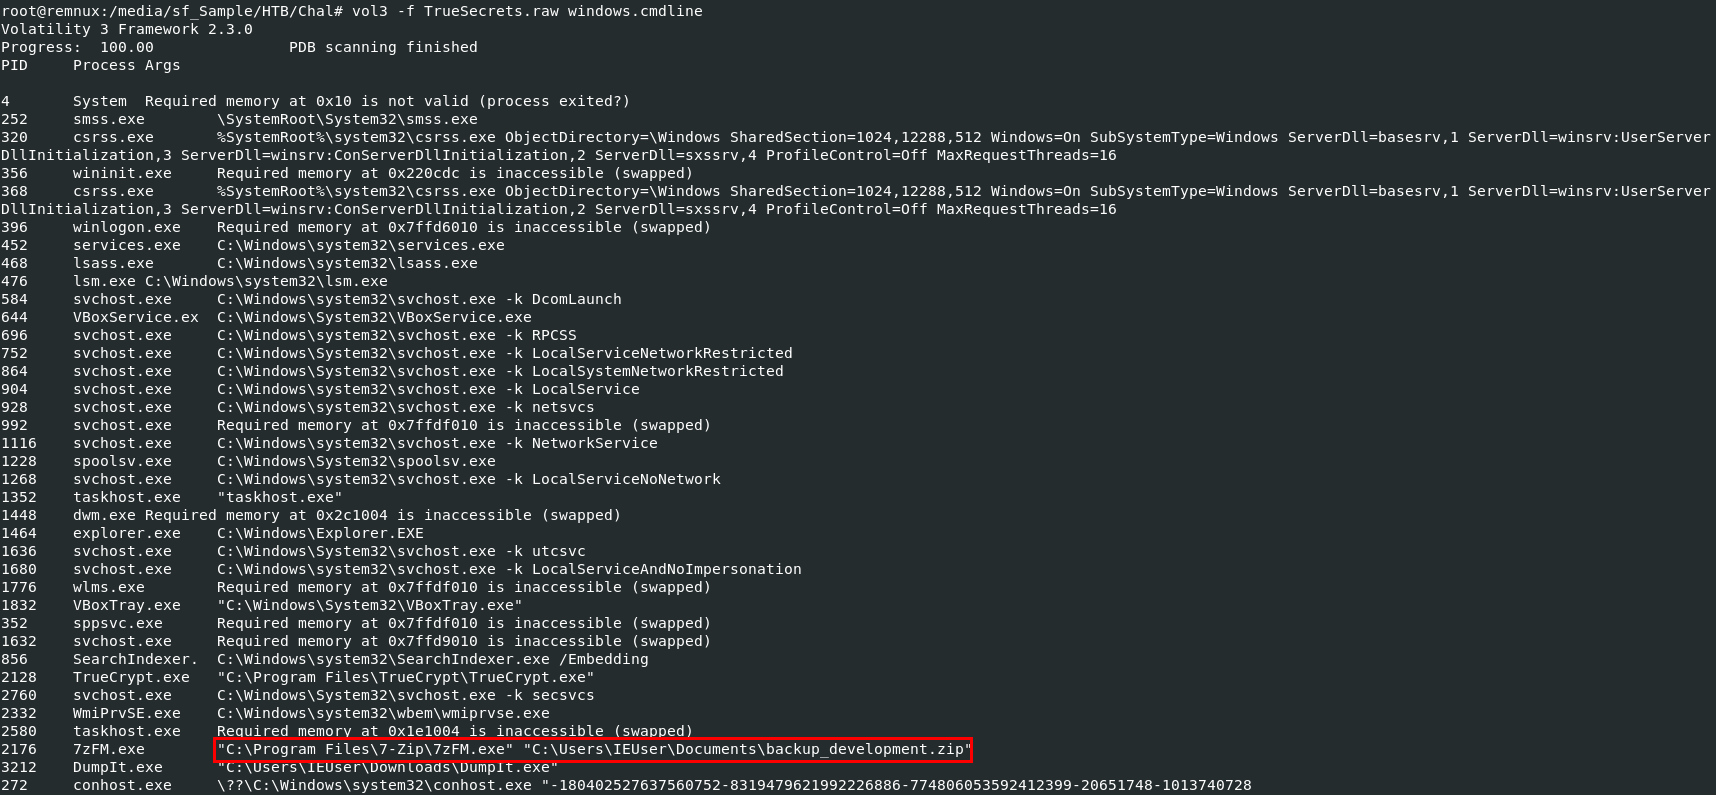 root@remnux:/media/sf_Sample/HTB/Chal# vol3 -f TrueSecrets.raw windows.cmdline
Volatility 3 Framework 2.3.0
Progress:  100.00               PDB scanning finished
PID     Process Args
4       System  Required memory at 0x10 is not valid (process exited?)
252     smss.exe        \SystemRoot\System32\smss.exe
320     csrss.exe       %SystemRoot%\system32\csrss.exe ObjectDirectory=\Windows SharedSection=1024,12288,512 Windows=On SubSystemType=Windows ServerDll=basesrv,1 ServerDll=winsrv:UserServer
DllInitialization,3 ServerDll=winsrv:ConServerDllInitialization,2 ServerDll=sxssrv,4 ProfileControl=Off MaxRequestThreads=16
356     wininit.exe     Required memory at 0x220cdc is inaccessible (swapped)
368     csrss.exe       %SystemRoot%\system32\csrss.exe ObjectDirectory=\Windows SharedSection=1024,12288,512 Windows=On SubSystemType=Windows ServerDll=basesrv,1 ServerDll=winsrv:UserServer
DllInitialization,3 ServerDll=winsrv:ConServerDllInitialization,2 ServerDll=sxssrv,4 ProfileControl=Off MaxRequestThreads=16
396     winlogon.exe    Required memory at 0x7ffd6010 is inaccessible (swapped)
452     services.exe    C:\Windows\system32\services.exe
468     lsass.exe       C:\Windows\system32\lsass.exe
476     lsm.exe C:\Windows\system32\lsm.exe
584     svchost.exe     C:\Windows\system32\svchost.exe -k DcomLaunch
644     VBoxService.ex  C:\Windows\System32\VBoxService.exe
696     svchost.exe     C:\Windows\system32\svchost.exe -k RPCSS
752     svchost.exe     C:\Windows\System32\svchost.exe -k LocalServiceNetworkRestricted
864     svchost.exe     C:\Windows\System32\svchost.exe -k LocalSystemNetworkRestricted
904     svchost.exe     C:\Windows\system32\svchost.exe -k LocalService
928     svchost.exe     C:\Windows\system32\svchost.exe -k netsvcs
992     svchost.exe     Required memory at 0x7ffdf010 is inaccessible (swapped)
1116    svchost.exe     C:\Windows\system32\svchost.exe -k NetworkService
1228    spoolsv.exe     C:\Windows\System32\spoolsv.exe
1268    svchost.exe     C:\Windows\system32\svchost.exe -k LocalServiceNoNetwork
1352    taskhost.exe    "taskhost.exe"
1448    dwm.exe Required memory at 0x2c1004 is inaccessible (swapped)
1464    explorer.exe    C:\Windows\Explorer.EXE
1636    svchost.exe     C:\Windows\System32\svchost.exe -k utcsvc
1680    svchost.exe     C:\Windows\system32\svchost.exe -k LocalServiceAndNoImpersonation
1776    wlms.exe        Required memory at 0x7ffdf010 is inaccessible (swapped)
1832    VBoxTray.exe    "C:\Windows\System32\VBoxTray.exe"
352     sppsvc.exe      Required memory at 0x7ffdf010 is inaccessible (swapped)
1632    svchost.exe     Required memory at 0x7ffd9010 is inaccessible (swapped)
856     SearchIndexer.  C:\Windows\system32\SearchIndexer.exe /Embedding
2128    TrueCrypt.exe   "C:\Program Files\TrueCrypt\TrueCrypt.exe"
2760    svchost.exe     C:\Windows\System32\svchost.exe -k secsvcs
2332    WmiPrvSE.exe    C:\Windows\system32\wbem\wmiprvse.exe
2580    taskhost.exe    Required memory at 0x1e1004 is inaccessible (swapped)
2176    7zFM.exe        "C:\Program Files\7-Zip\7zFM.exe" "C:\Users\IEUser\Documents\backup_development.zip"
3212    DumpIt.exe      "C:\Users\IEUser\Downloads\DumpIt.exe"
272     conhost.exe     \??\C:\Windows\system32\conhost.exe "-180402527637560752-8319479621992226886-774806053592412399-20651748-1013740728